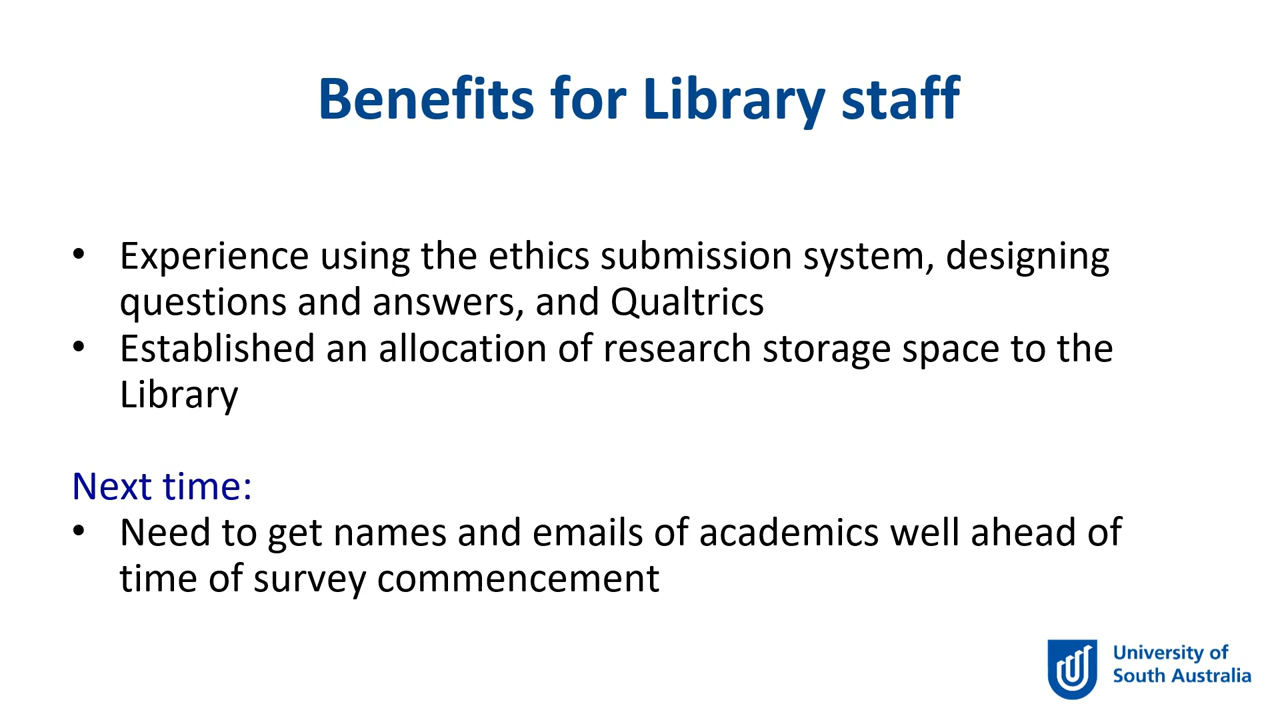 Benefits for Library staff
• Experience using the ethics submission system, designing
questions and answers, and Qualtrics
• Established an allocation of research storage space to the
Library
Next time:
• Need to get names and emails of academics well ahead of
time of survey commencement
University of
South Australia